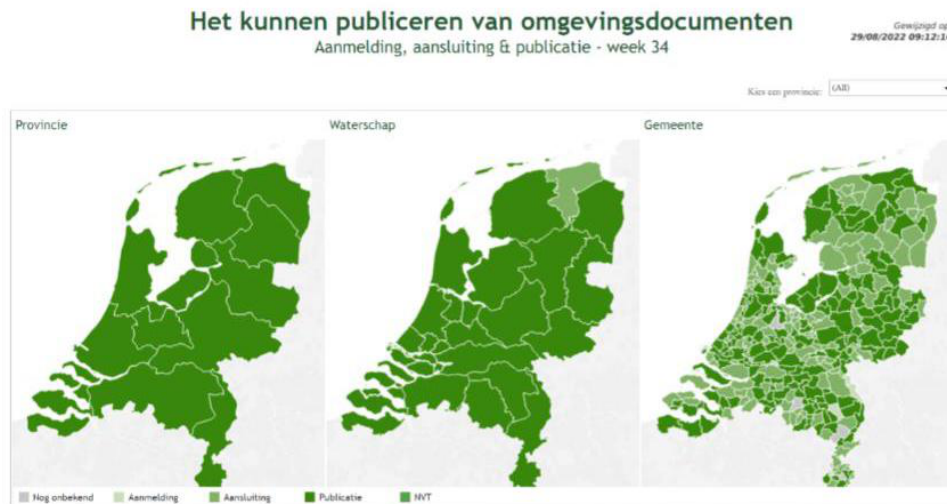 Het kunnen publiceren van omgevingsdocumenten
Aanmelding, aansluiting & publicatie - week 34
Gewijzigd op
29/08/2022 09:12:16
Kies een provincie: (All)
Provincie
Waterschap
Gemeente
Nog onbekend Aanmelding Aansluiting Publicatie NVT